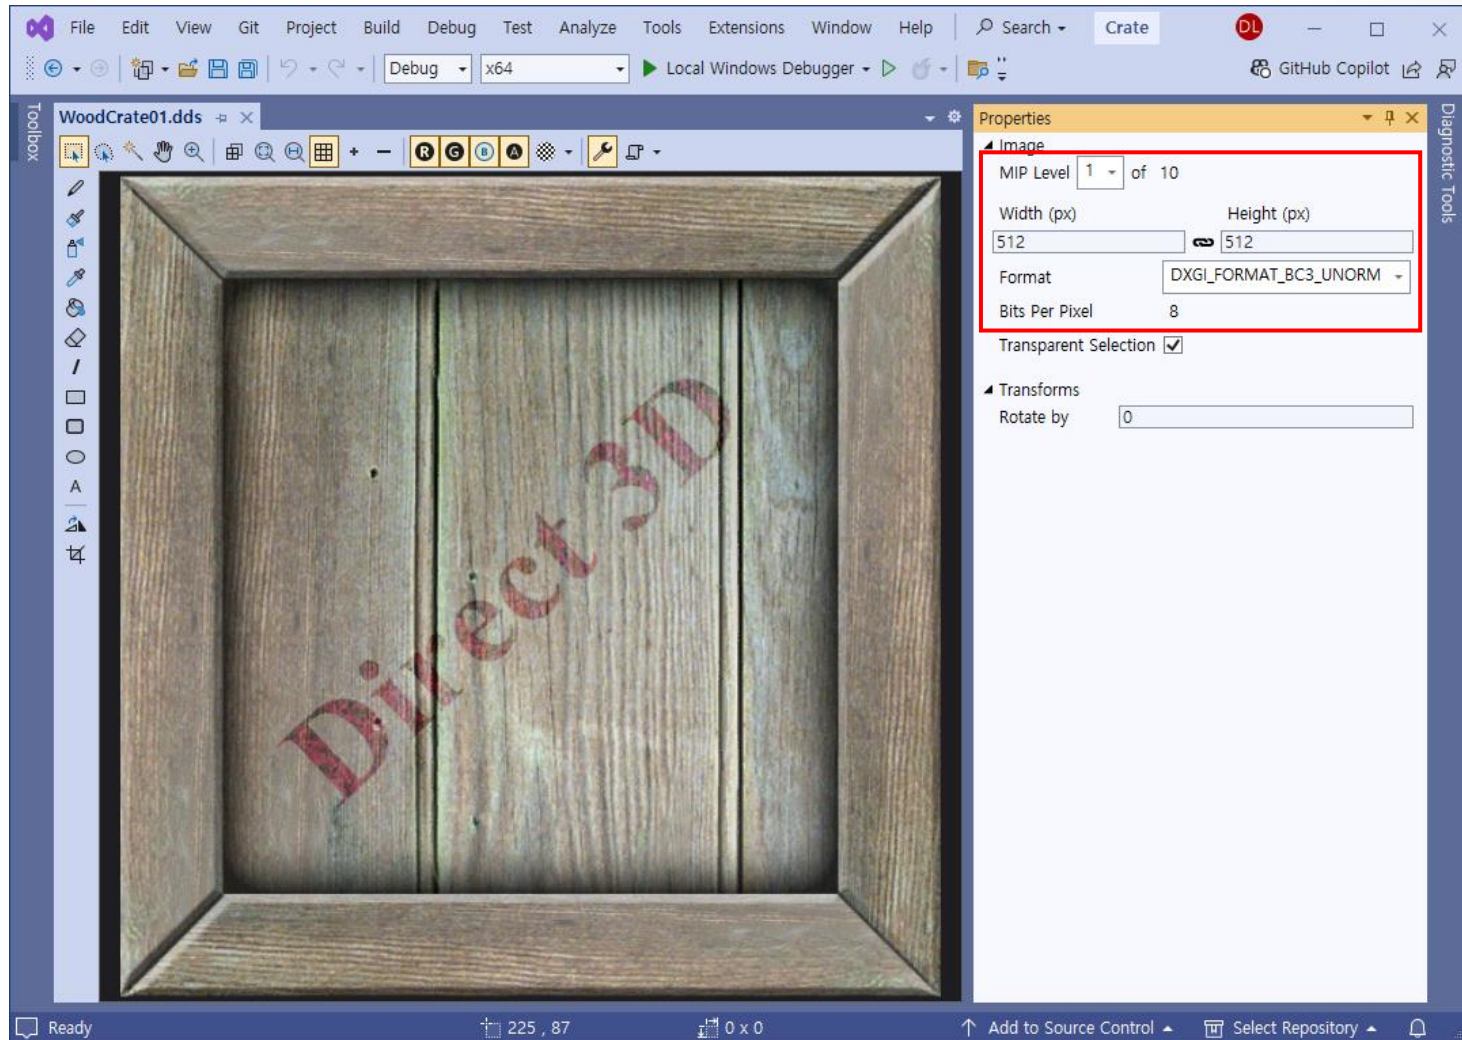 File Edit View Git Project Build Debug Test Analyze Tools Extensions Window Help Search Crate DL
Debug x64 Local Windows Debugger GitHub Copilot
Toolbox
WoodCrate01.dds
R G B A
A
Direct 3D
Properties
Image
MIP Level 1 of 10
Width (px) Height (px)
512 512
Format DXGI_FORMAT_BC3_UNORM
Bits Per Pixel 8
Transparent Selection
Transforms
Rotate by 0
Diagnostic Tools
Ready 225 , 87 0 x 0 Add to Source Control Select Repository